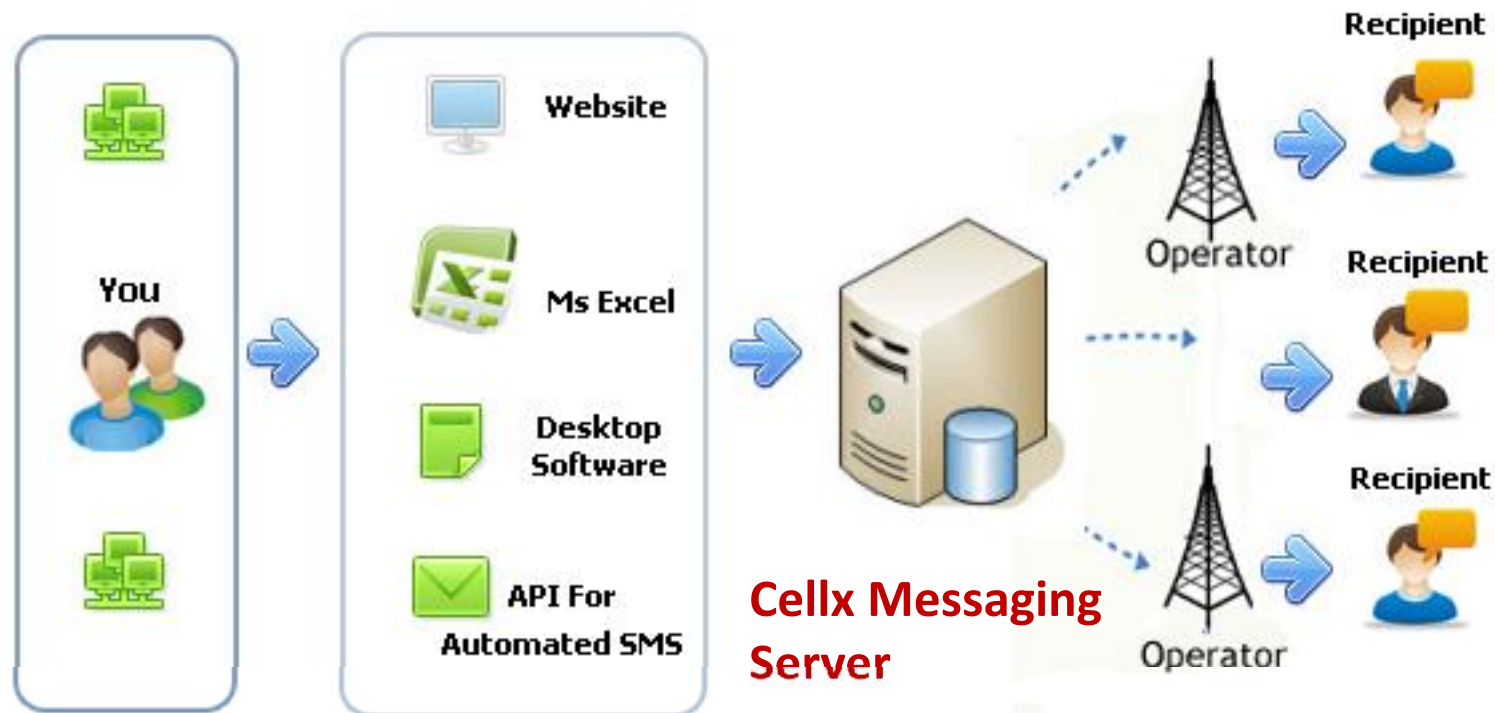 You
Website
Ms Excel
Desktop
Software
API For
Automated SMS
Cellx Messaging
Server
Operator
Operator
Recipient
Recipient
Recipient